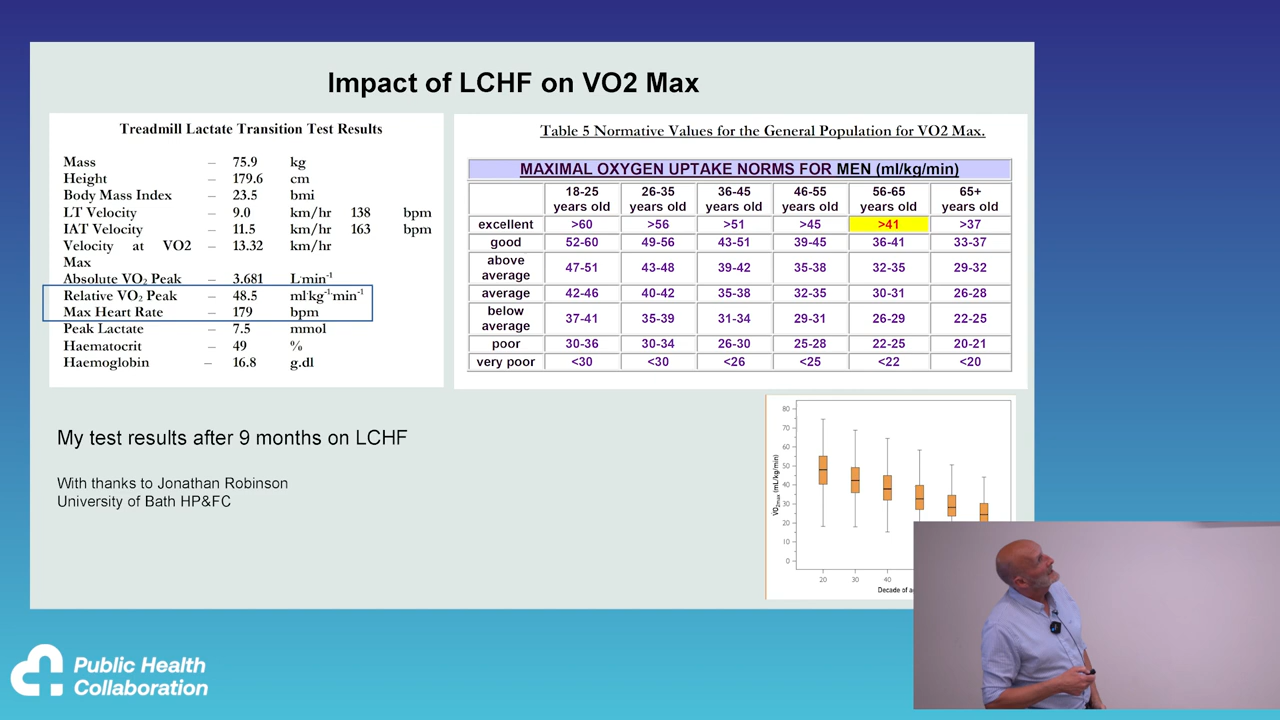 Impact of LCHF on VO2 Max
Treadmill Lactate Transition Test Results
Mass – 75.9 kg
Height – 179.6 cm
Body Mass Index – 23.5 bmi
LT Velocity – 9.0 km/hr 138 bpm
IAT Velocity – 11.5 km/hr 163 bpm
Velocity at VO2 – 13.32 km/hr
Max
Absolute VO₂ Peak – 3.681 L·min⁻¹
Relative VO₂ Peak – 48.5 ml·kg⁻¹·min⁻¹
Max Heart Rate – 179 bpm
Peak Lactate – 7.5 mmol
Haematocrit – 49 %
Haemoglobin – 16.8 g.dl
Table 5 Normative Values for the General Population for VO2 Max.
MAXIMAL OXYGEN UPTAKE NORMS FOR MEN (ml/kg/min)
18-25 26-35 36-45 46-55 56-65 65+
years old years old years old years old years old years old
excellent >60 >56 >51 >45 >41 >37
good 52-60 49-56 43-51 39-45 36-41 33-37
above
average 47-51 43-48 39-42 35-38 32-35 29-32
average 42-46 40-42 35-38 32-35 30-31 26-28
below
average 37-41 35-39 31-34 29-31 26-29 22-25
poor 30-36 30-34 26-30 25-28 22-25 20-21
very poor <30 <30 <26 <25 <22 <20
My test results after 9 months on LCHF
With thanks to Jonathan Robinson
University of Bath HP&FC
VO₂max (mL/kg/min)
80
70
60
50
40
30
20
10
0
20 30 40
Decade of
Public Health
Collaboration